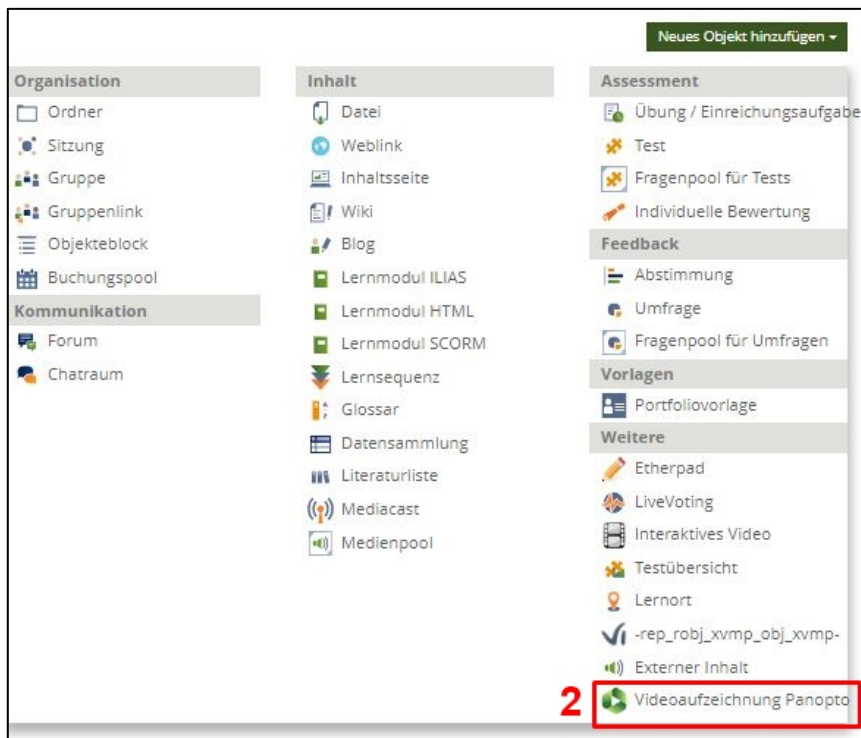 Neues Objekt hinzufügen
Organisation
Ordner
Sitzung
Gruppe
Gruppenlink
Objekteblock
Buchungspool
Kommunikation
Forum
Chatraum
Inhalt
Datei
Weblink
Inhaltsseite
Wiki
Blog
Lernmodul ILIAS
Lernmodul HTML
Lernmodul SCORM
Lernsequenz
Glossar
Datensammlung
Literaturliste
Mediacast
Medienpool
Assessment
Übung / Einreichungsaufgabe
Test
Fragenpool für Tests
Individuelle Bewertung
Feedback
Abstimmung
Umfrage
Fragenpool für Umfragen
Vorlagen
Portfoliovorlage
Weitere
Etherpad
LiveVoting
Interaktives Video
Testübersicht
Lernort
-rep_robj_xvmp_obj_xvmp-
Externer Inhalt
2 Videoaufzeichnung Panopto